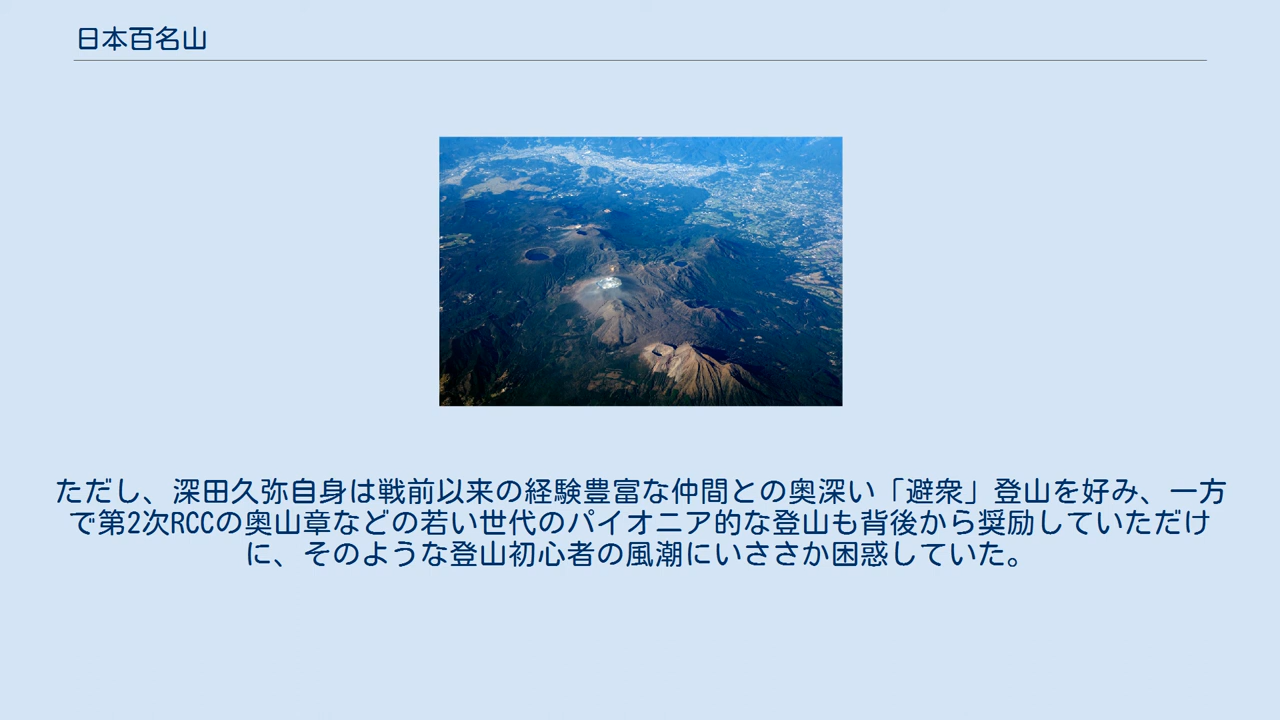 日本百名山
ただし、深田久弥自身は戦前以来の経験豊富な仲間との奥深い「避衆」登山を好み、一方
で第2次RCCの奥山章などの若い世代のパイオニア的な登山も背後から奨励していただけ
に、そのような登山初心者の風潮にいささか困惑していた。